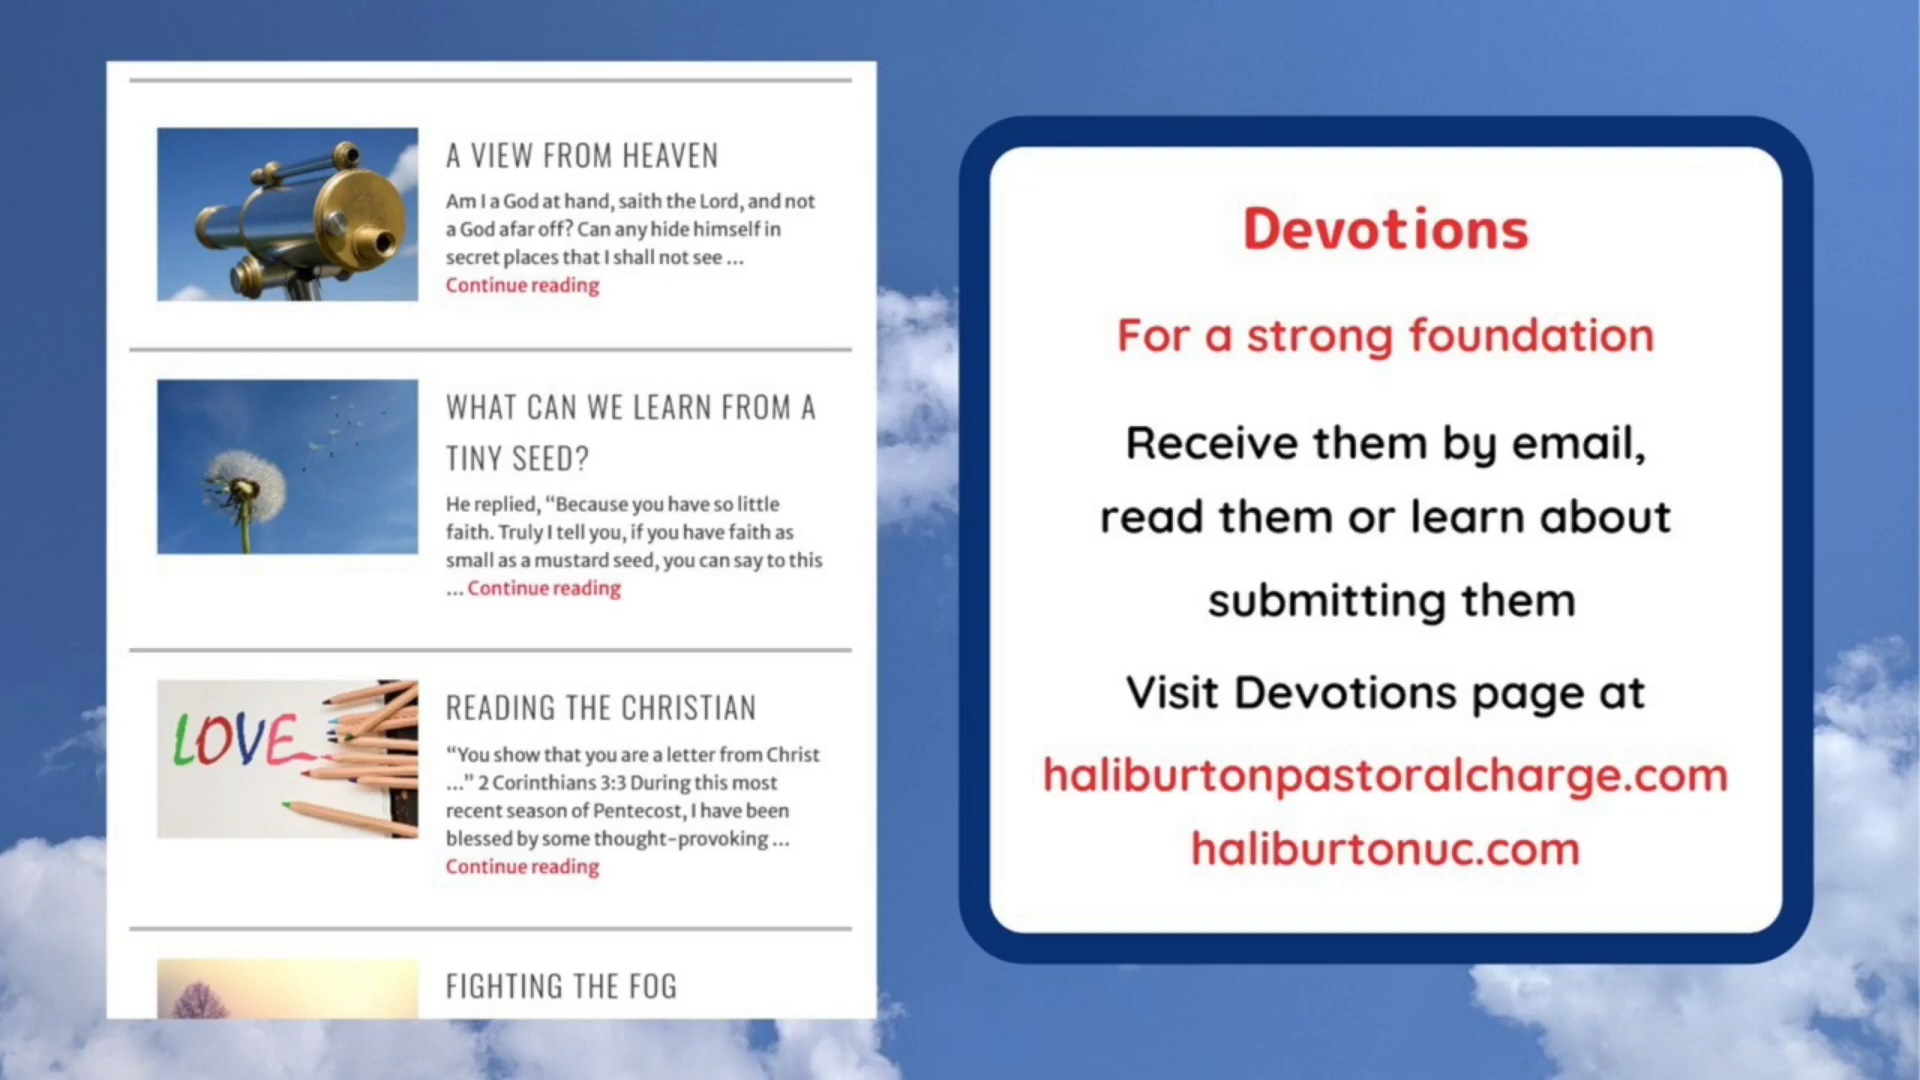 A VIEW FROM HEAVEN
Am I a God at hand, saith the Lord, and not
a God afar off? Can any hide himself in
secret places that I shall not see ...
Continue reading
WHAT CAN WE LEARN FROM A
TINY SEED?
He replied, “Because you have so little
faith. Truly I tell you, if you have faith as
small as a mustard seed, you can say to this
... Continue reading
LOVE
READING THE CHRISTIAN
“You show that you are a letter from Christ
...” 2 Corinthians 3:3 During this most
recent season of Pentecost, I have been
blessed by some thought-provoking ...
Continue reading
FIGHTING THE FOG
Devotions
For a strong foundation
Receive them by email,
read them or learn about
submitting them
Visit Devotions page at
haliburtonpastoralcharge.com
haliburtonuc.com